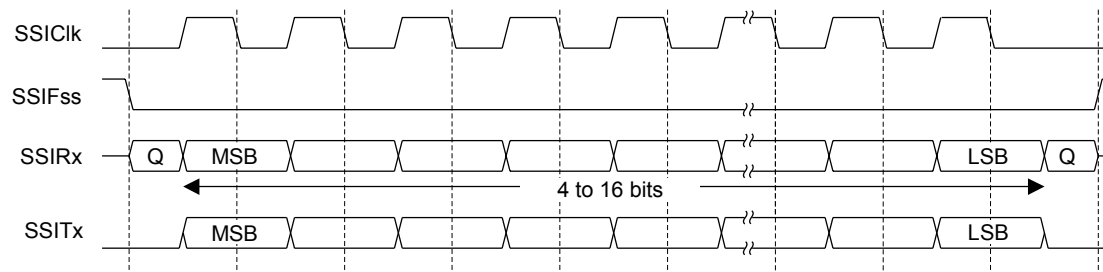 SSIClk
SSIFss
SSIRx Q MSB LSB Q
4 to 16 bits
SSITx MSB LSB